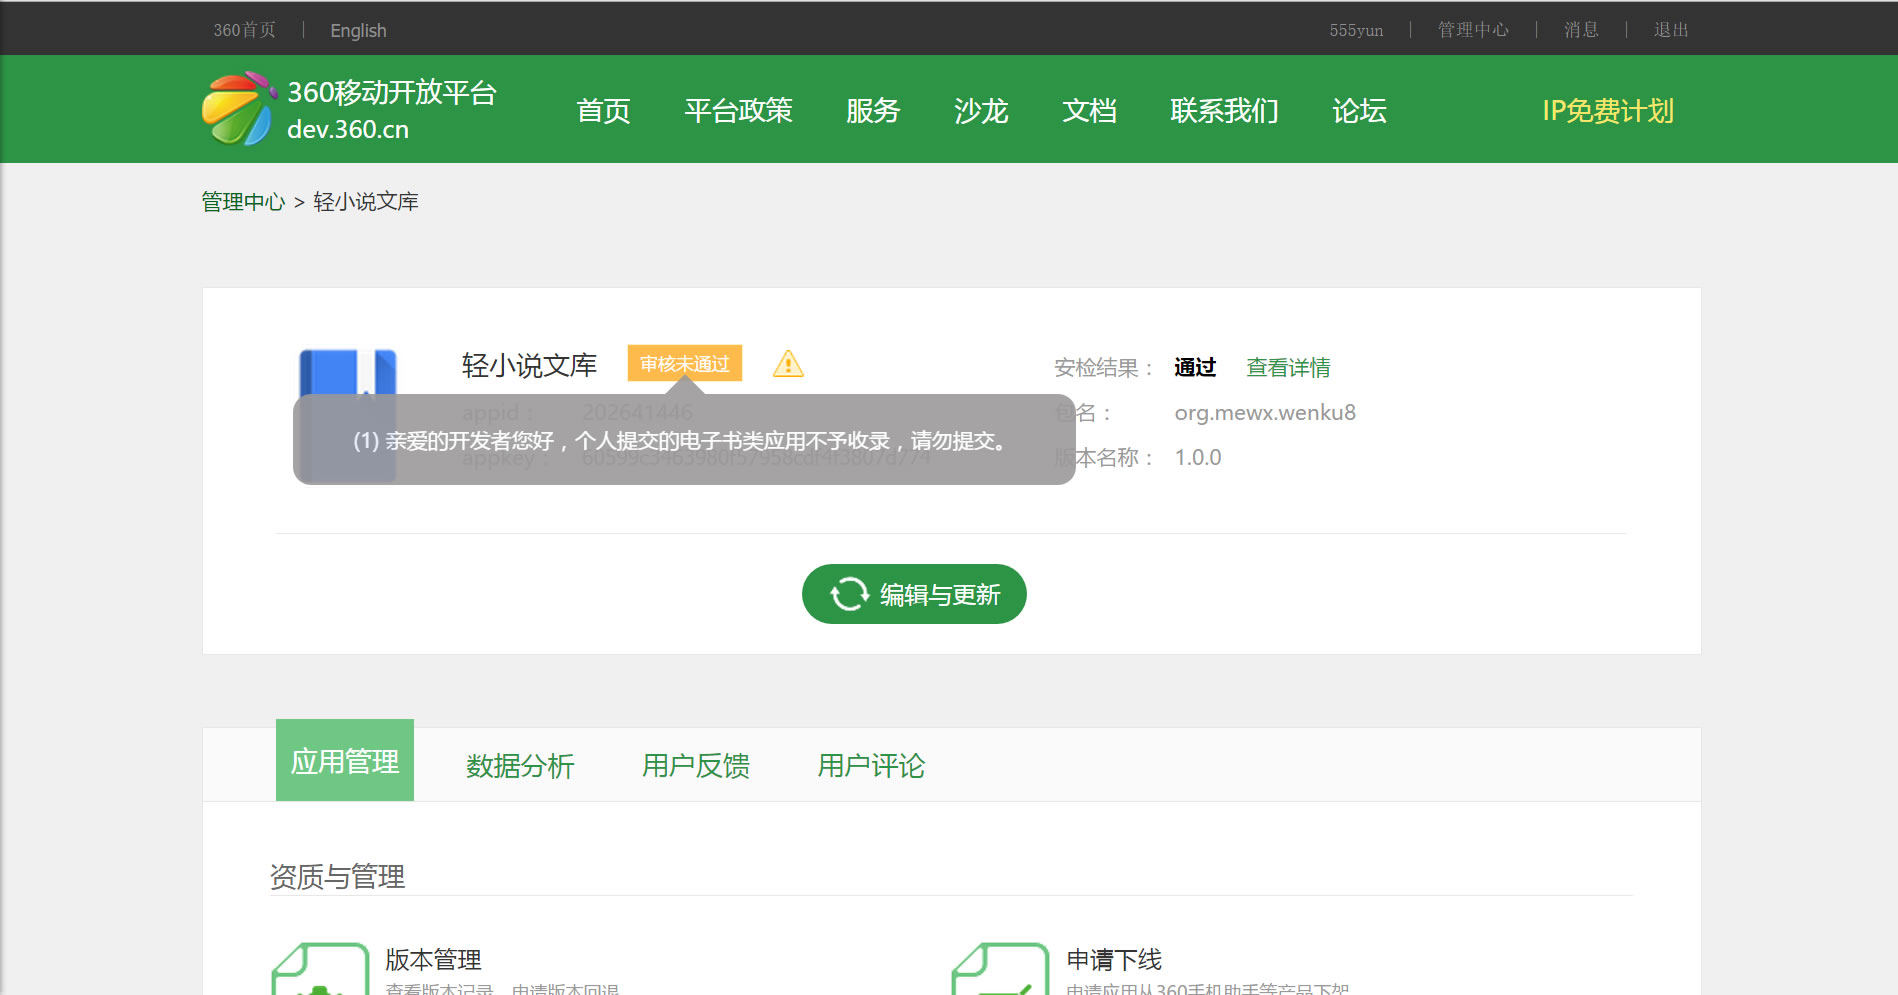 360首页 | English
555yun | 管理中心 | 消息 | 退出
360移动开放平台
dev.360.cn
首页 平台政策 服务 沙龙 文档 联系我们 论坛 IP免费计划
管理中心 > 轻小说文库
轻小说文库 审核未通过
安检结果： 通过 查看详情
appid： 202641446
包名： org.mewx.wenku8
(1) 亲爱的开发者您好，个人提交的电子书类应用不予收录，请勿提交。
appkey：
版本名称： 1.0.0
编辑与更新
应用管理 数据分析 用户反馈 用户评论
资质与管理
版本管理
查看版本记录、申请版本回退
申请下线
申请应用从360手机助手等产品下架